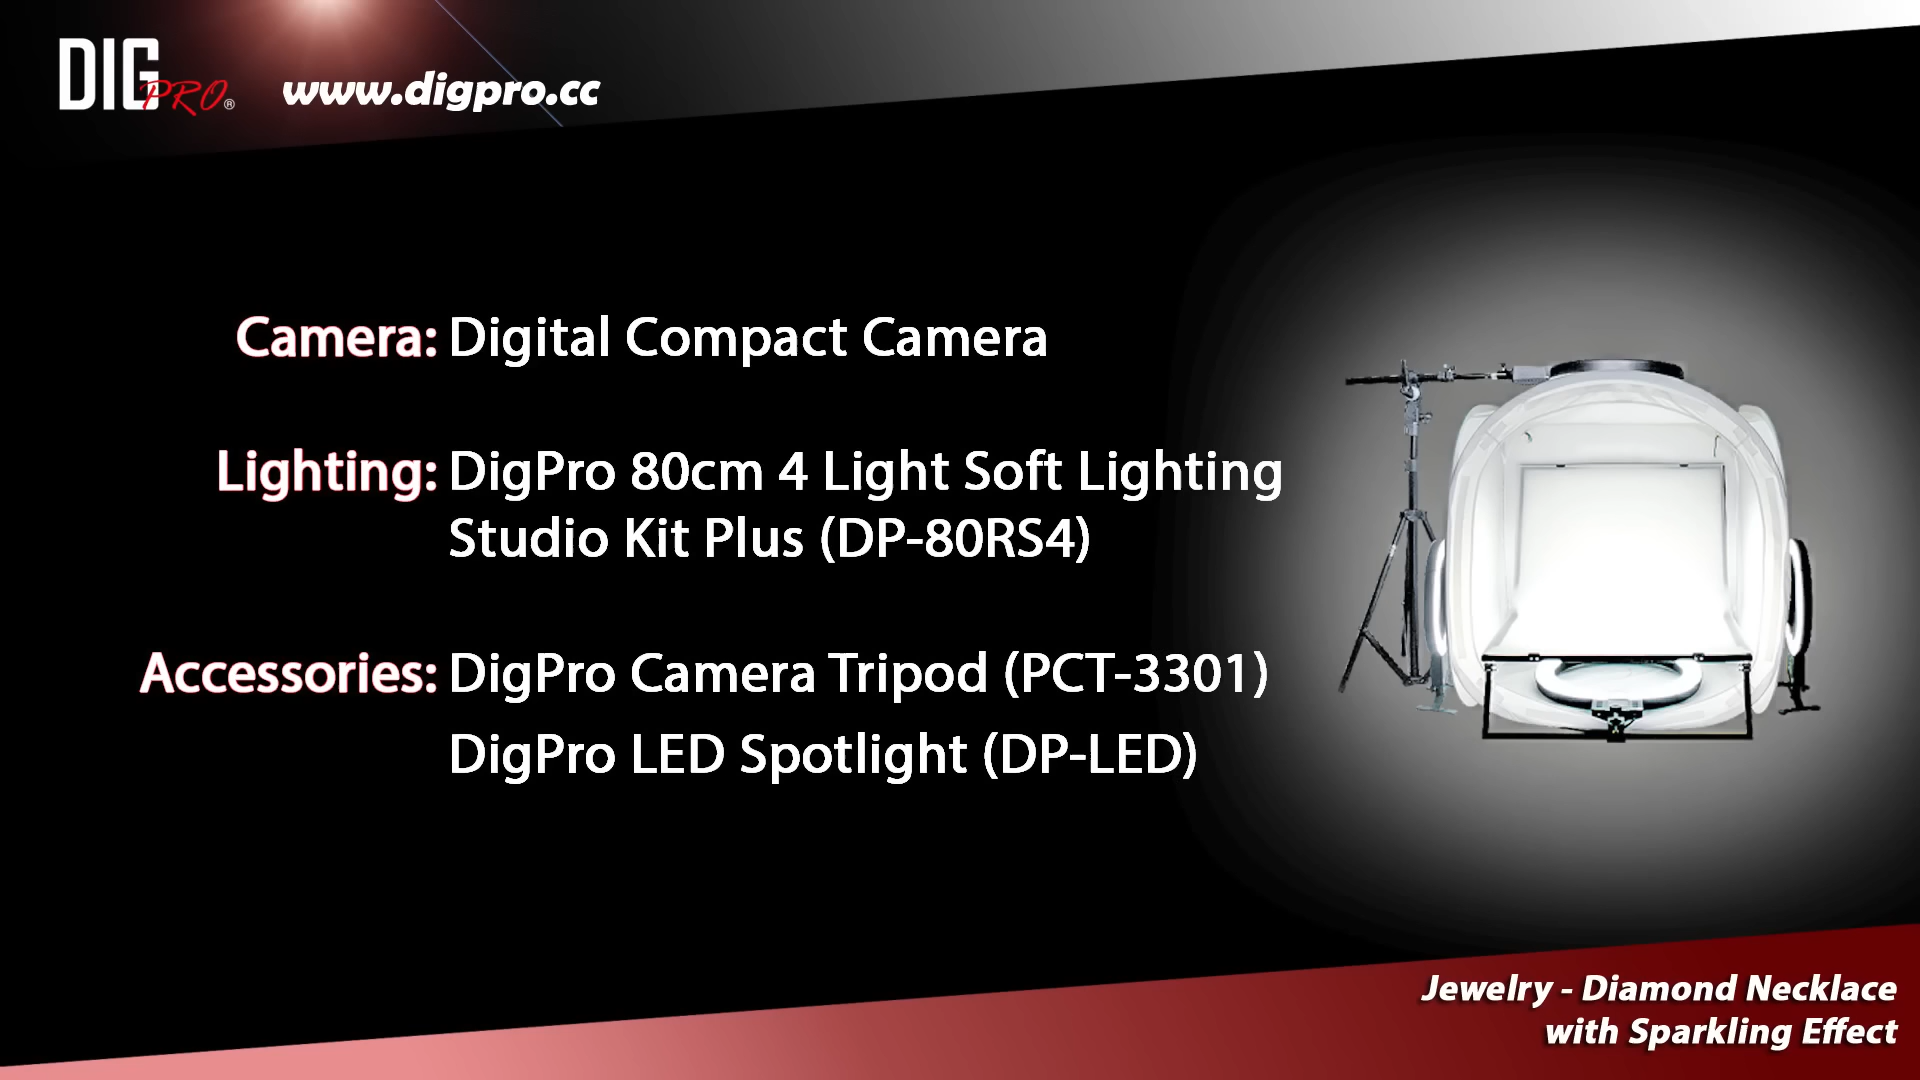 DIG PRO® www.digpro.cc
Camera: Digital Compact Camera
Lighting: DigPro 80cm 4 Light Soft Lighting
Studio Kit Plus (DP-80RS4)
Accessories: DigPro Camera Tripod (PCT-3301)
DigPro LED Spotlight (DP-LED)
Jewelry - Diamond Necklace
with Sparkling Effect